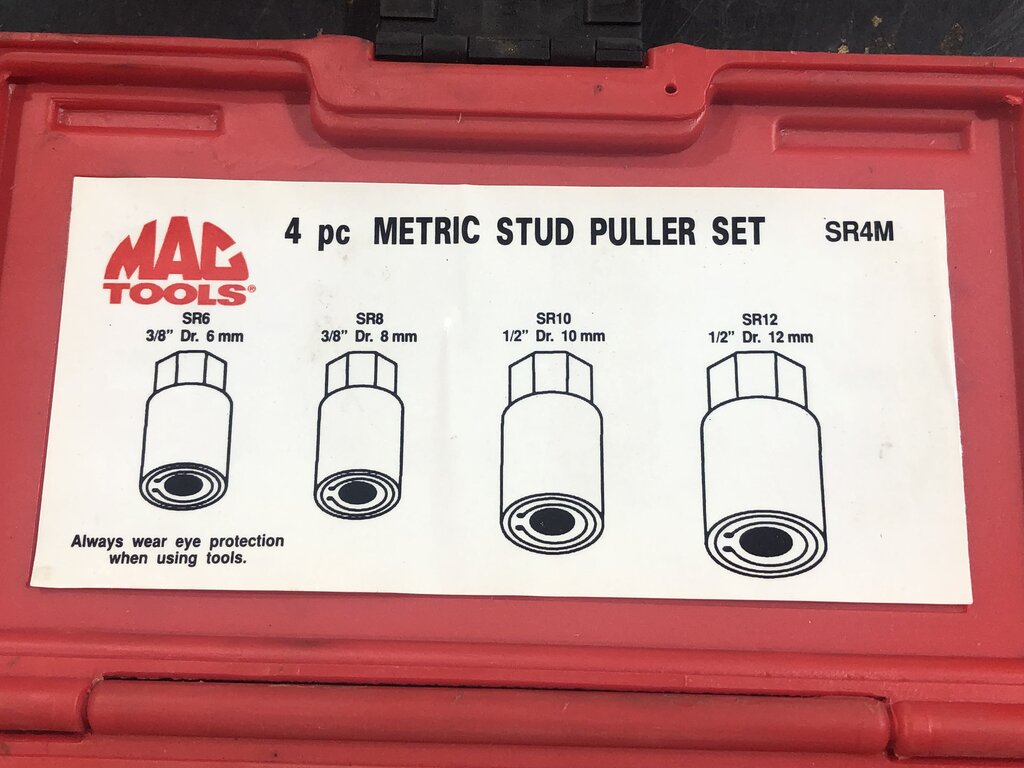 MAC
TOOLS®
4 pc METRIC STUD PULLER SET
SR4M
SR6
3/8" Dr. 6 mm
SR8
3/8" Dr. 8 mm
SR10
1/2" Dr. 10 mm
SR12
1/2" Dr. 12 mm
Always wear eye protection
when using tools.